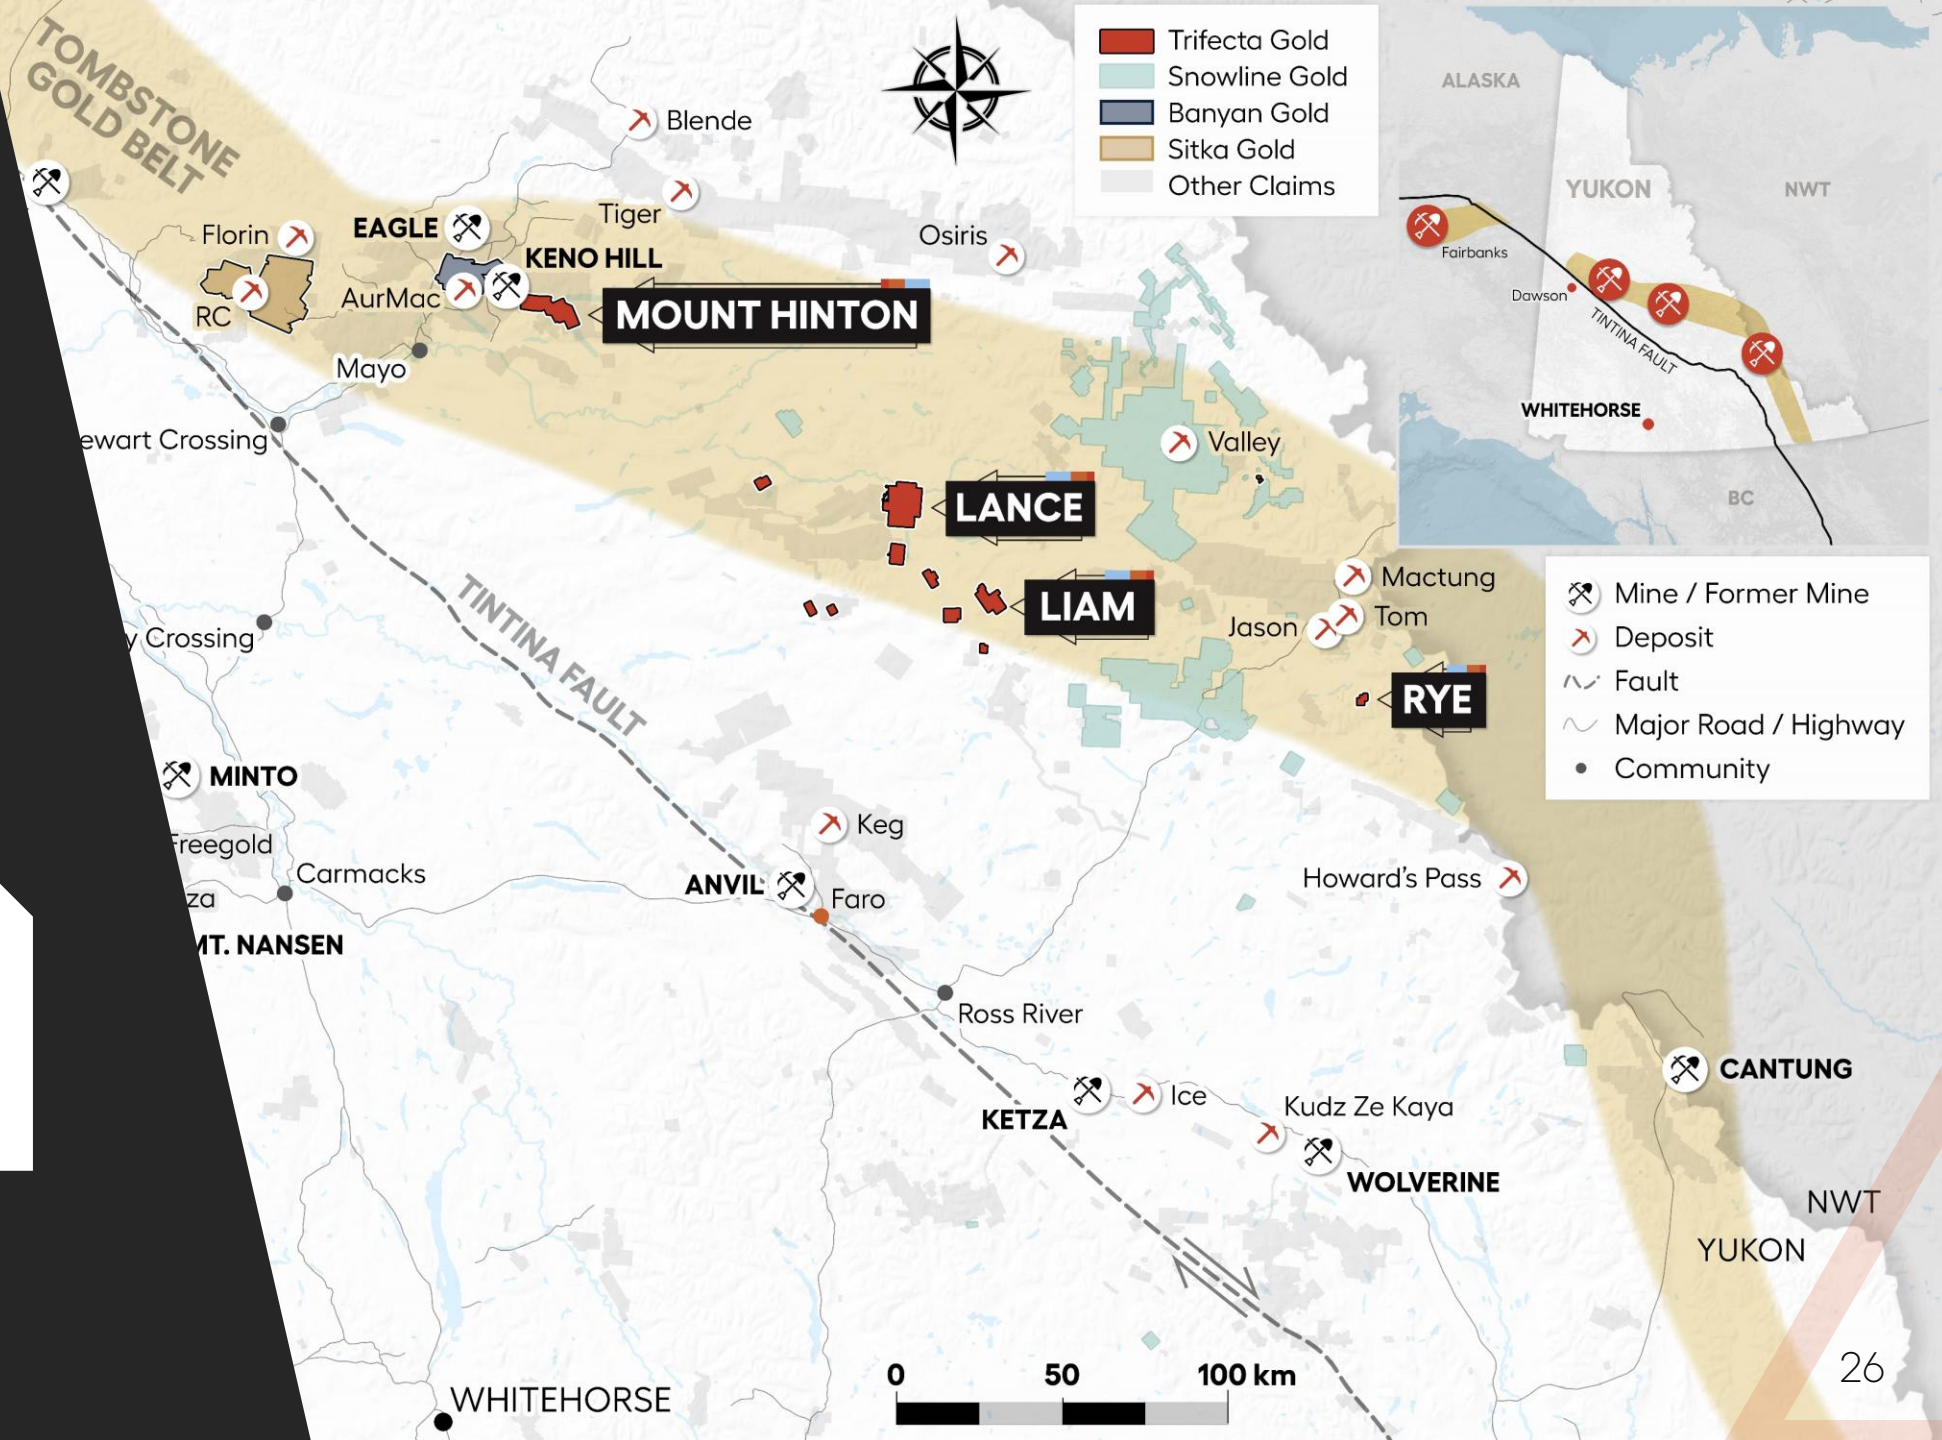 TOMBSTONE
GOLD BELT
Blende
Tiger
Florin
EAGLE
KENO HILL
Osiris
RC
AurMac
MOUNT HINTON
Mayo
ewart Crossing
Valley
LANCE
LIAM
Mactung
Tom
Jason
RYE
TINTINA FAULT
y Crossing
MINTO
Freegold
Carmacks
za
MT. NANSEN
Keg
ANVIL
Faro
Howard's Pass
Ross River
KETZA
Ice
Kudz Ze Kaya
WOLVERINE
CANTUNG
NWT
YUKON
WHITEHORSE
0 50 100 km
Trifecta Gold
Snowline Gold
Banyan Gold
Sitka Gold
Other Claims
ALASKA
YUKON
NWT
Fairbanks
Dawson
TINTINA FAULT
WHITEHORSE
BC
Mine / Former Mine
Deposit
Fault
Major Road / Highway
Community
26